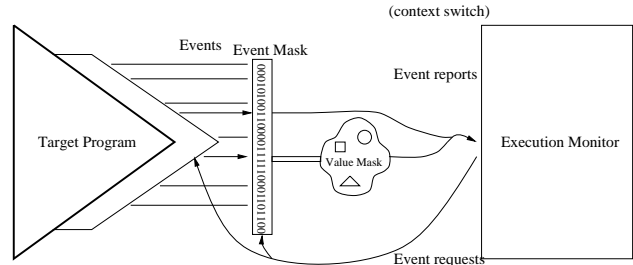 (context switch)
Events
Event Mask
Event reports
Target Program
Value Mask
Execution Monitor
Event requests